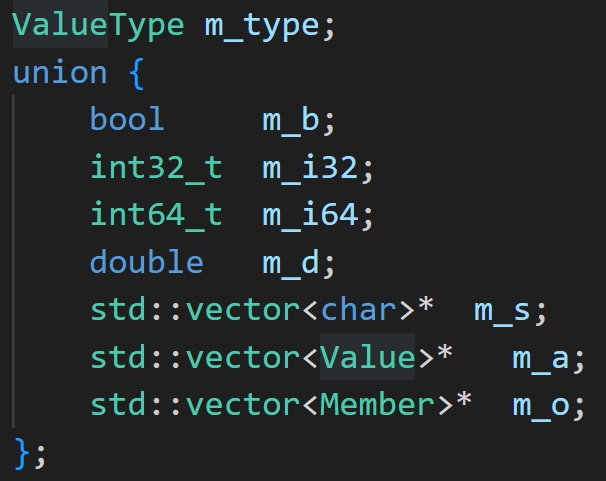 ValueType m_type;
union {
    bool     m_b;
    int32_t  m_i32;
    int64_t  m_i64;
    double   m_d;
    std::vector<char>*  m_s;
    std::vector<Value>*   m_a;
    std::vector<Member>*  m_o;
};